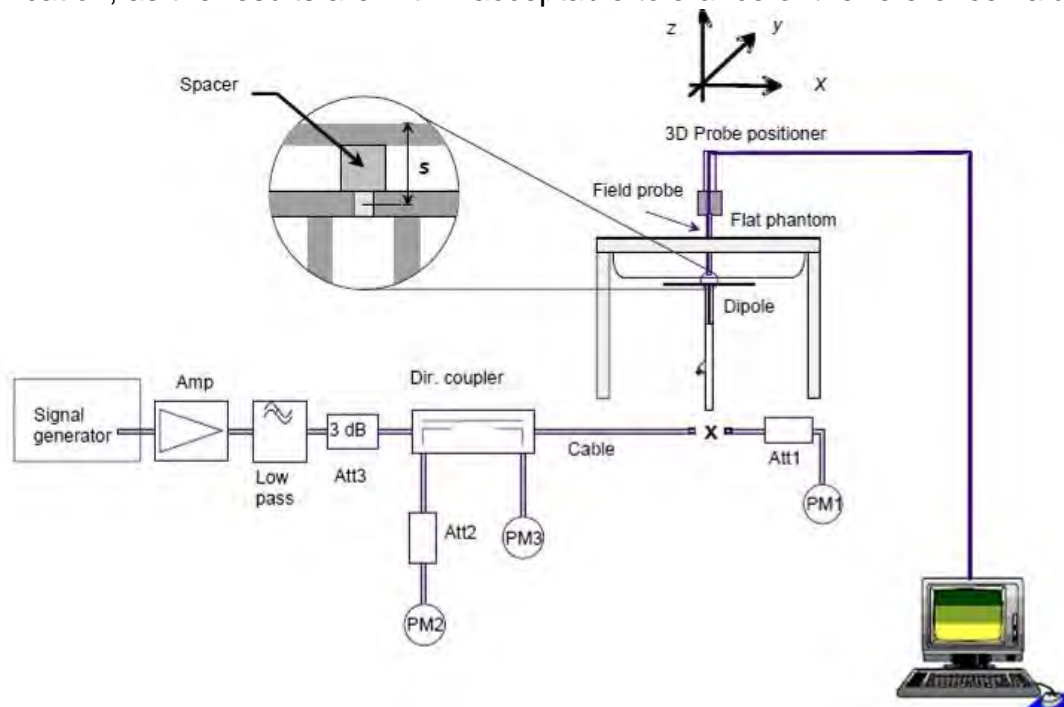 z
y
X
Spacer
s
3D Probe positioner
Field probe
Flat phantom
Dipole
Signal
generator
Amp
Low
pass
3 dB
Att3
Dir. coupler
Cable
x
Att1
PM1
Att2
PM3
PM2